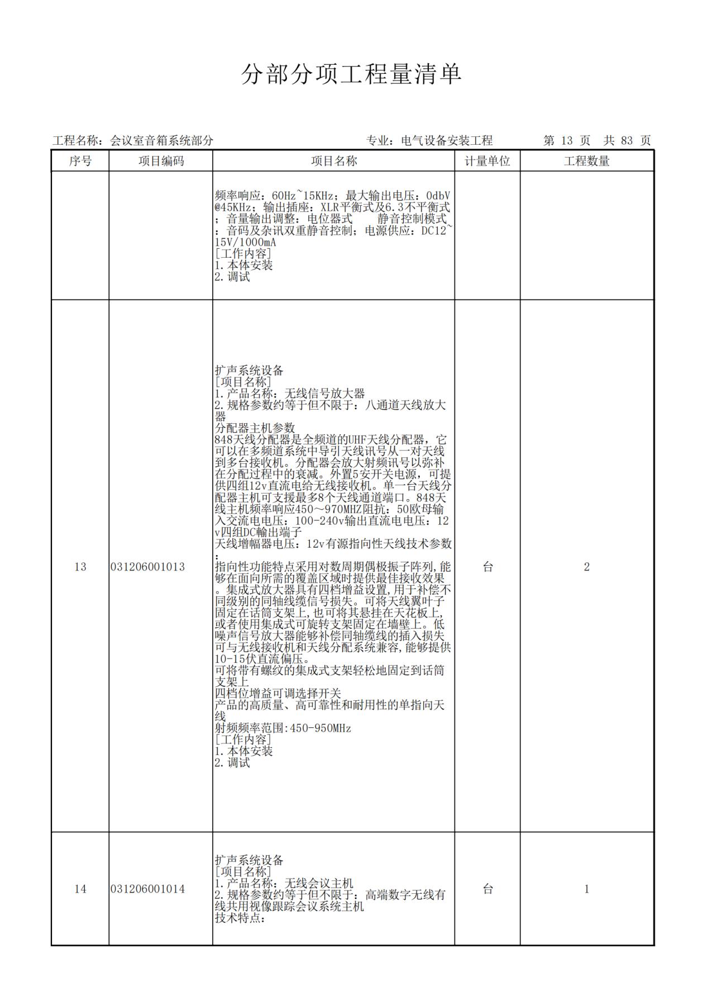 分部分项工程量清单
工程名称：会议室音箱系统部分 专业：电气设备安装工程 第 13 页 共 83 页
序号 项目编码 项目名称 计量单位 工程数量
频率响应：60Hz~15KHz；最大输出电压：0dbV
@45KHz；输出插座：XLR平衡式及6.3不平衡式
；音量输出调整：电位器式 静音控制模式
：音码及杂讯双重静音控制；电源供应：DC12~
15V/1000mA
[工作内容]
1.本体安装
2.调试
扩声系统设备
[项目名称]
1.产品名称：无线信号放大器
2.规格参数约等于但不限于：八通道天线放大
器
分配器主机参数
848天线分配器是全频道的UHF天线分配器，它
可以在多频道系统中导引天线讯号从一对天线
到多台接收机。分配器会放大射频讯号以弥补
在分配过程中的衰减。外置5安开关电源，可提
供四组12v直流电给无线接收机。单一台天线分
配器主机可支援最多8个天线通道端口。848天
线主机频率响应450～970MHZ阻抗：50欧母输
入交流电电压：100-240v输出直流电电压：12
v四组DC輸出端子
天线增幅器电压：12v有源指向性天线技术参数
：
13 031206001013 台 2
指向性功能特点采用对数周期偶极振子阵列,能
够在面向所需的覆盖区域时提供最佳接收效果
。集成式放大器具有四档增益设置,用于补偿不
同级别的同轴线缆信号损失。可将天线翼叶子
固定在话筒支架上,也可将其悬挂在天花板上,
或者使用集成式可旋转支架固定在墙壁上。低
噪声信号放大器能够补偿同轴缆线的插入损失
可与无线接收机和天线分配系统兼容,能够提供
10-15伏直流偏压。
可将带有螺纹的集成式支架轻松地固定到话筒
支架上
四档位增益可调选择开关
产品的高质量、高可靠性和耐用性的单指向天
线
射频频率范围:450-950MHz
[工作内容]
1.本体安装
2.调试
扩声系统设备
[项目名称]
1.产品名称：无线会议主机
14 031206001014 台 1
2.规格参数约等于但不限于：高端数字无线有
线共用视像跟踪会议系统主机
技术特点：